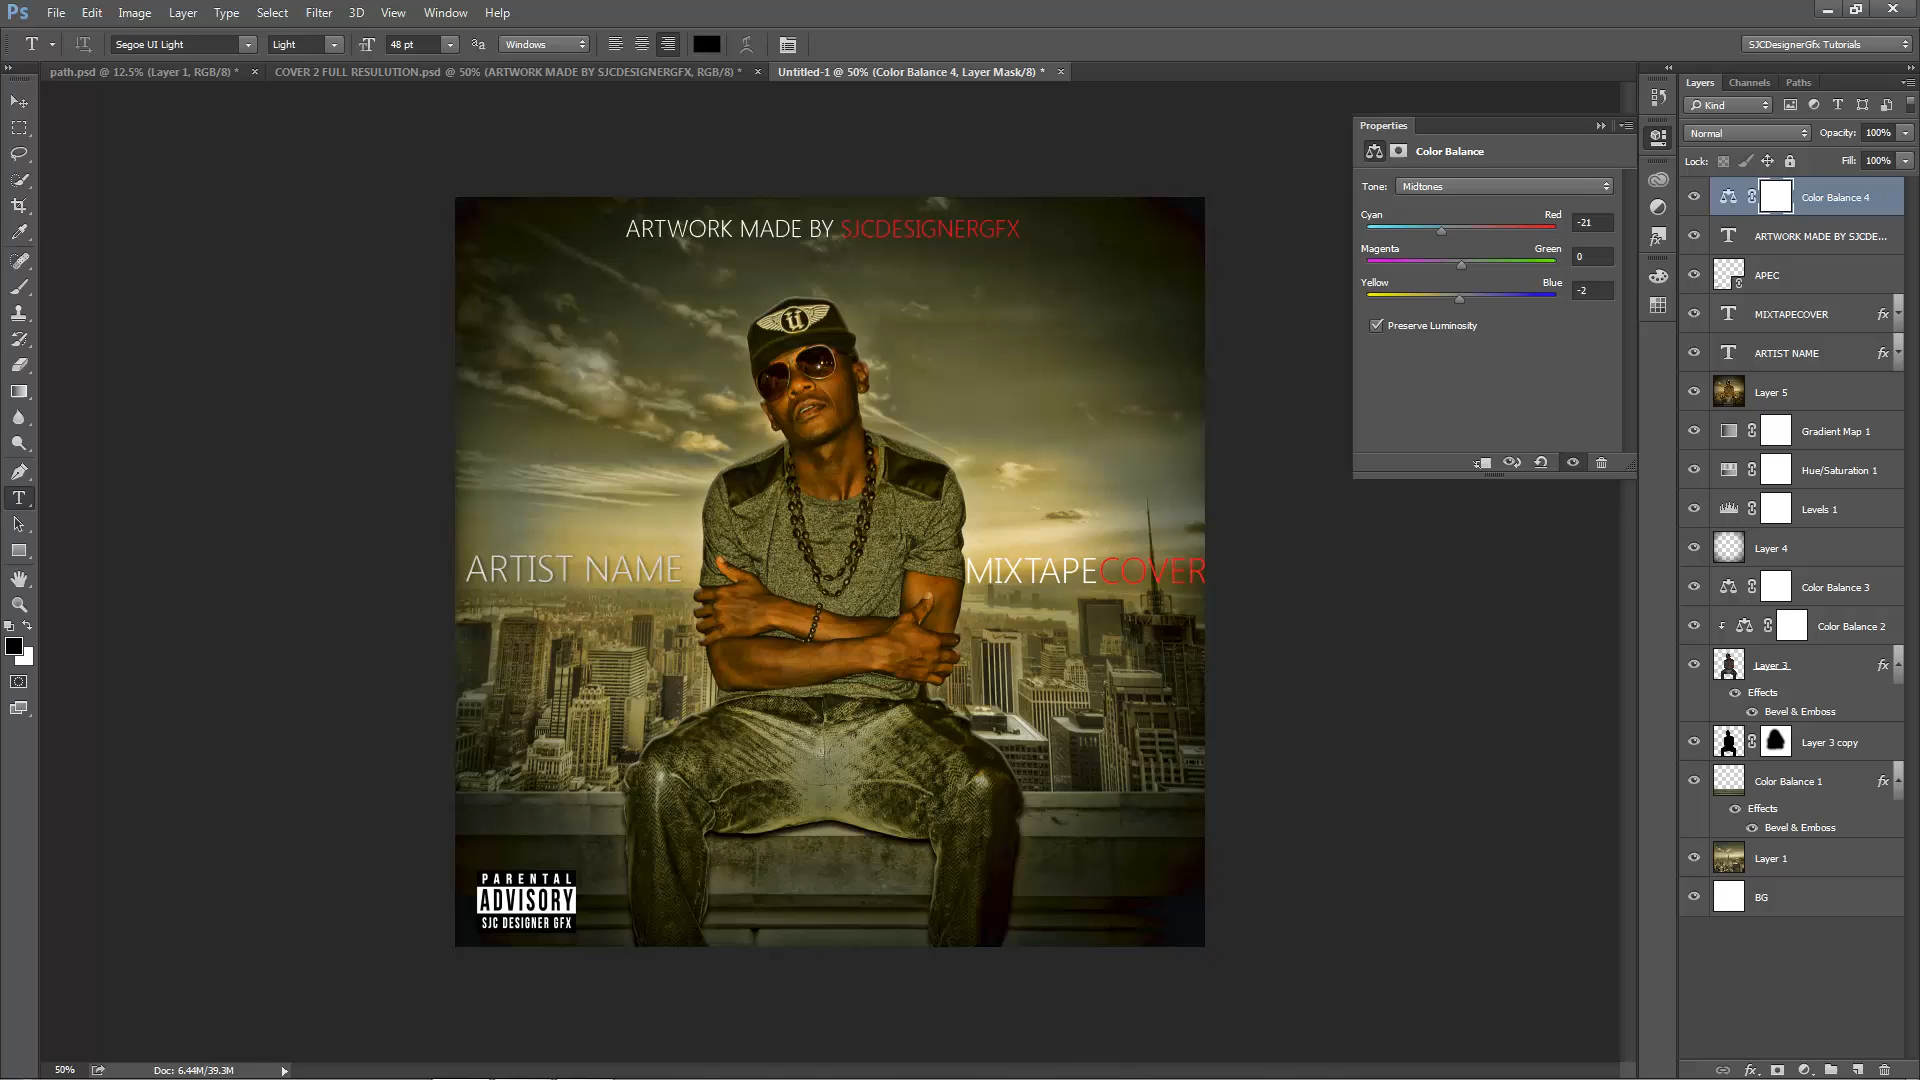 Ps File Edit Image Layer Type Select Filter 3D View Window Help
T Segoe UI Light Light 48 pt Windows SJCDesignerGfx Tutorials
path.psd @ 12.5% (Layer 1, RGB/8) * COVER 2 FULL RESULUTION.psd @ 50% (ARTWORK MADE BY SJCDESIGNERGFX, RGB/8) * Untitled-1 @ 50% (Color Balance 4, Layer Mask/8) *
Properties
Color Balance
Tone: Midtones
Cyan Red -21
Magenta Green 0
Yellow Blue -2
Preserve Luminosity
Layers Channels Paths
Kind
Normal Opacity: 100%
Lock: Fill: 100%
Color Balance 4
ARTWORK MADE BY SJCDE...
APEC
MIXTAPECOVER fx
ARTIST NAME fx
Layer 5
Gradient Map 1
Hue/Saturation 1
Levels 1
Layer 4
Color Balance 3
Color Balance 2
Layer 3 fx
Effects
Bevel & Emboss
Layer 3 copy
Color Balance 1 fx
Effects
Bevel & Emboss
Layer 1
BG
ARTWORK MADE BY SJCDESIGNERGFX
ARTIST NAME
MIXTAPECOVER
PARENTAL
ADVISORY
SJC DESIGNER GFX
50% Doc: 6.44M/39.3M